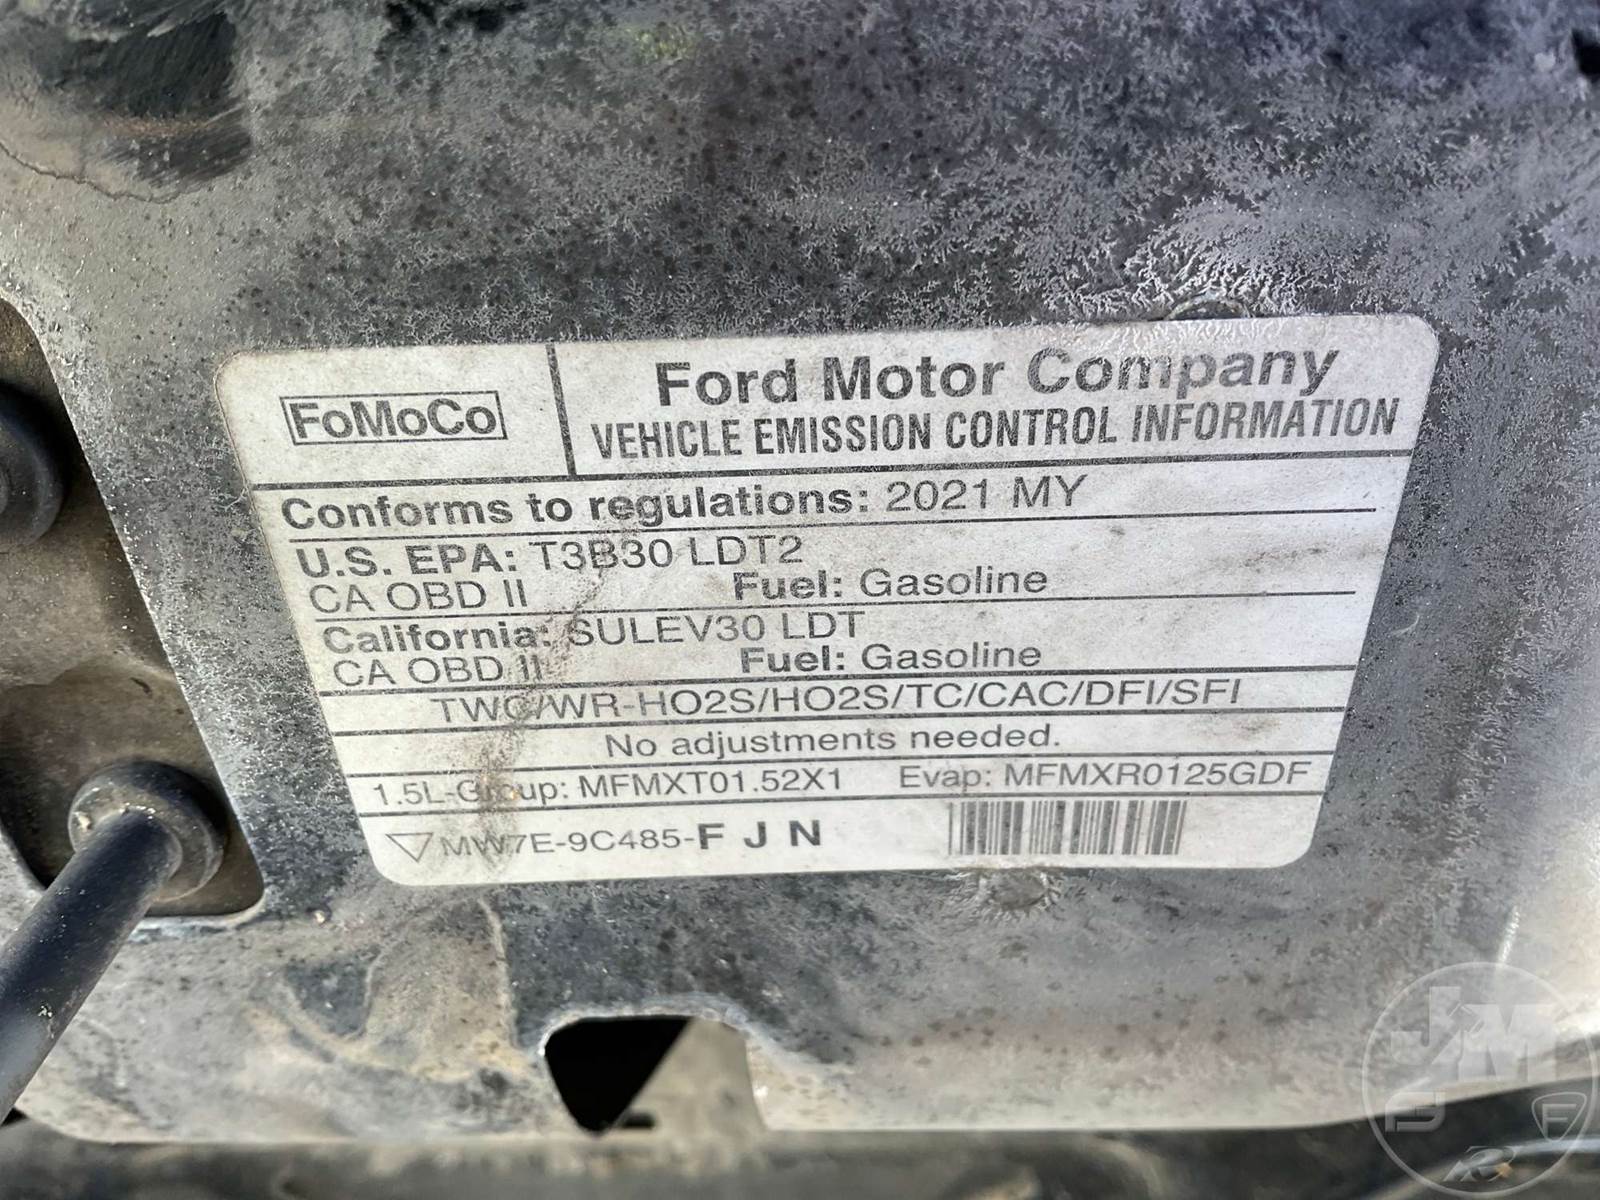 FoMoCo
Ford Motor Company
VEHICLE EMISSION CONTROL INFORMATION
Conforms to regulations: 2021 MY
U.S. EPA: T3B30 LDT2
CA OBD II Fuel: Gasoline
California: SULEV30 LDT
CA OBD II Fuel: Gasoline
TWC/WR-HO2S/HO2S/TC/CAC/DFI/SFI
No adjustments needed.
1.5L-Group: MFMXT01.52X1 Evap: MFMXR0125GDF
MW7E-9C485-F J N